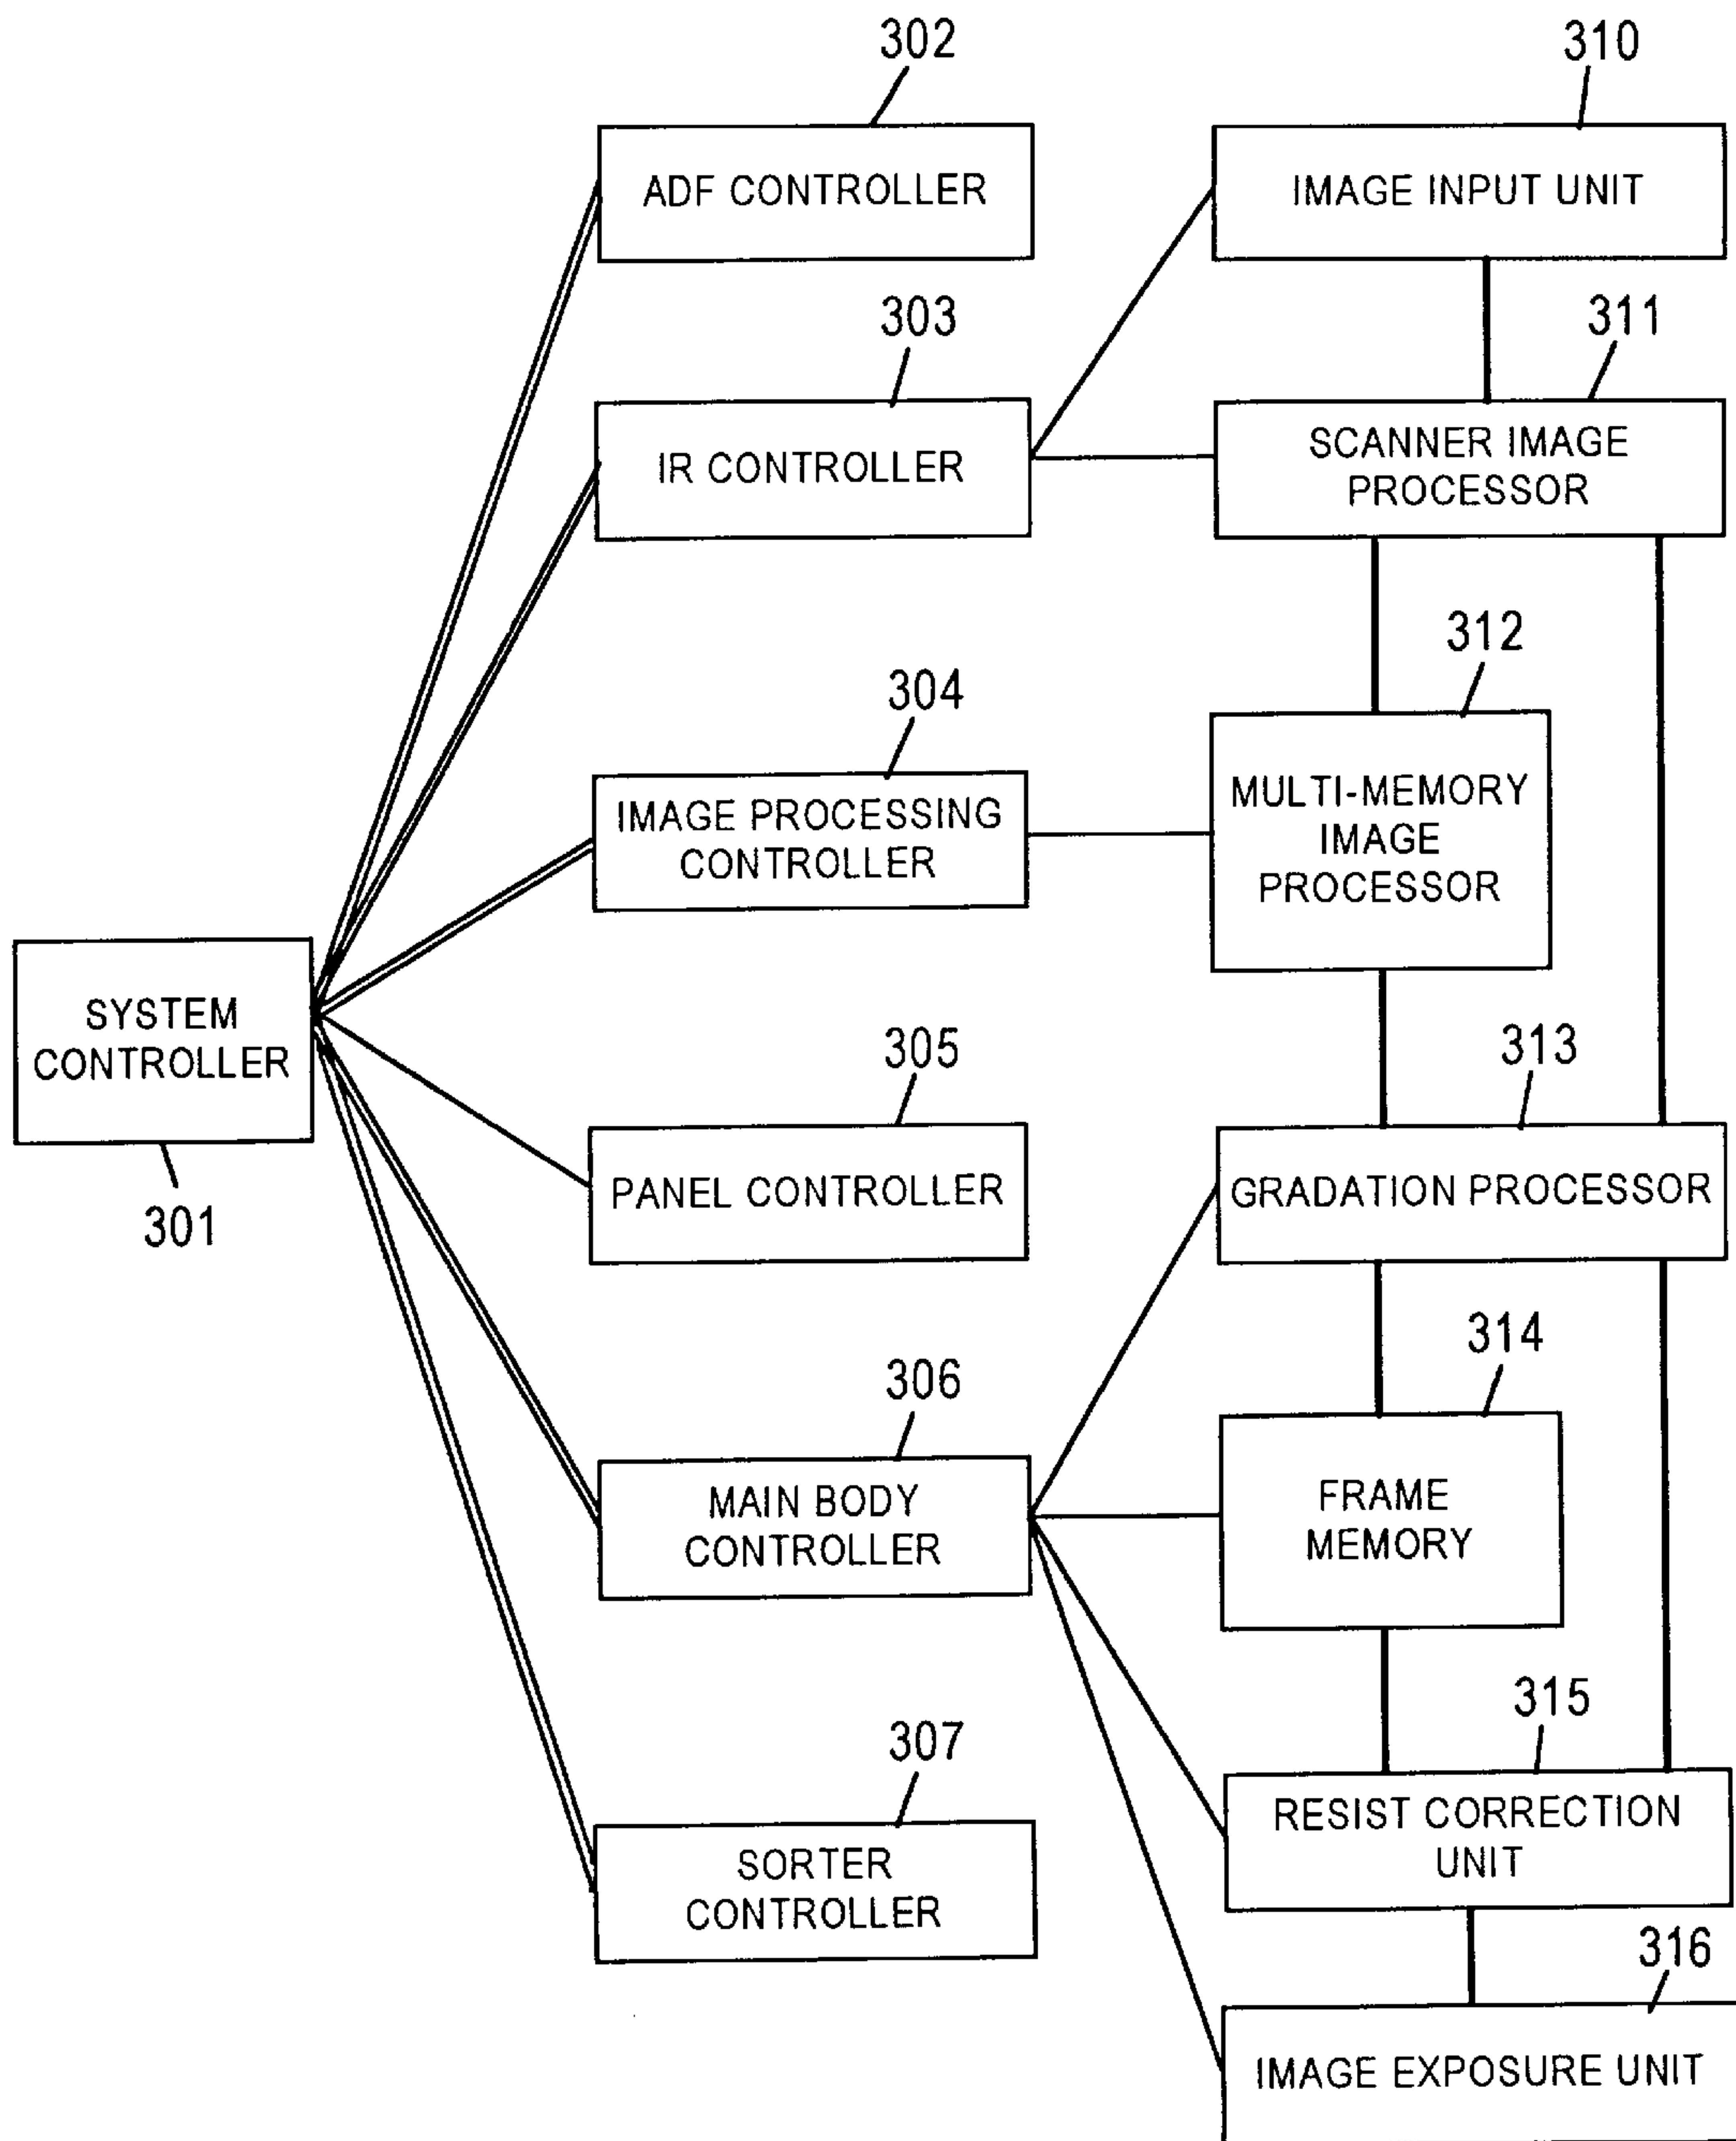 302
310
ADF CONTROLLER
IMAGE INPUT UNIT
303
311
IR CONTROLLER
SCANNER IMAGE
PROCESSOR
312
304
IMAGE PROCESSING
CONTROLLER
MULTI-MEMORY
IMAGE
PROCESSOR
SYSTEM
CONTROLLER
301
305
313
PANEL CONTROLLER
GRADATION PROCESSOR
306
314
MAIN BODY
CONTROLLER
FRAME
MEMORY
307
315
SORTER
CONTROLLER
RESIST CORRECTION
UNIT
316
IMAGE EXPOSURE UNIT